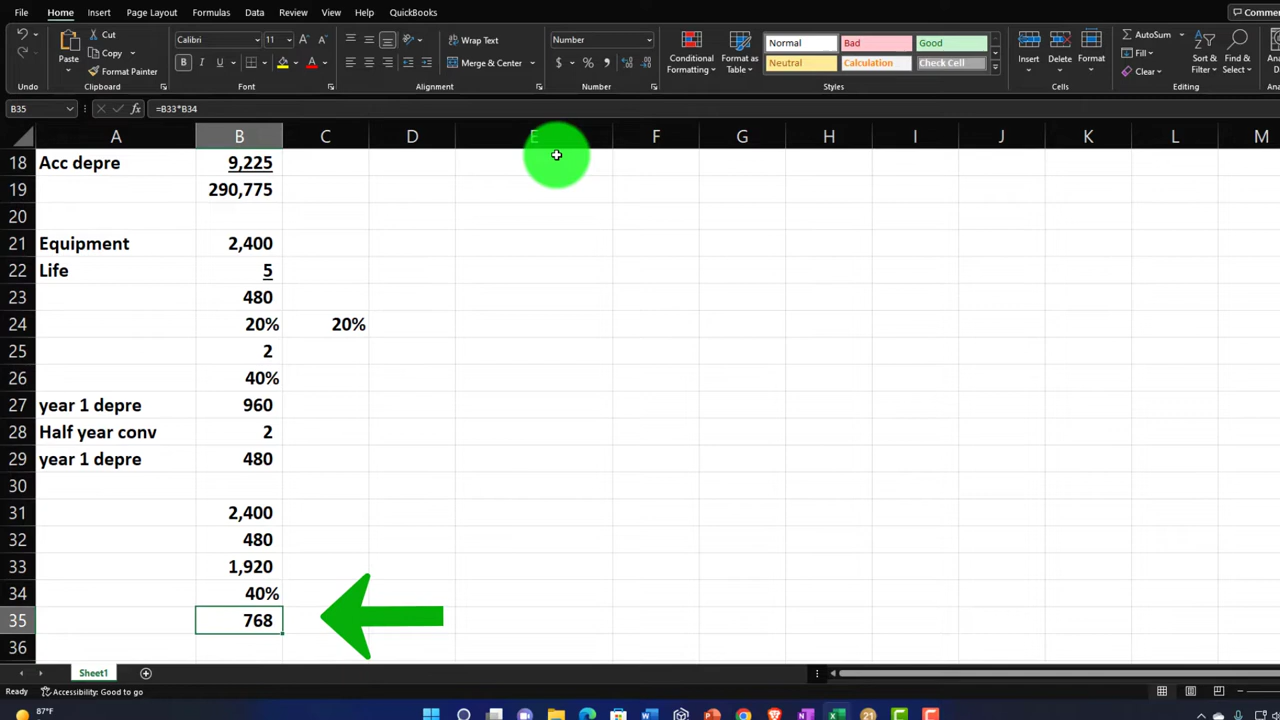 File Home Insert Page Layout Formulas Data Review View Help QuickBooks Comme
Cut
Copy
Format Painter
Paste
Calibri 11
B I U A
Wrap Text
Merge & Center
Number
$ %
Conditional Formatting
Format as Table
Normal Bad Good
Neutral Calculation Check Cell
Insert Delete Format
AutoSum
Fill
Clear
Sort & Filter
Find & Select
Undo Clipboard Font Alignment Number Styles Cells Editing
B35 fx =B33*B34
A B C D E F G H I J K L M
18 Acc depre 9,225
19 290,775
20
21 Equipment 2,400
22 Life 5
23 480
24 20% 20%
25 2
26 40%
27 year 1 depre 960
28 Half year conv 2
29 year 1 depre 480
30
31 2,400
32 480
33 1,920
34 40%
35 768
36
Sheet1
Ready Accessibility: Good to go
87°F 21